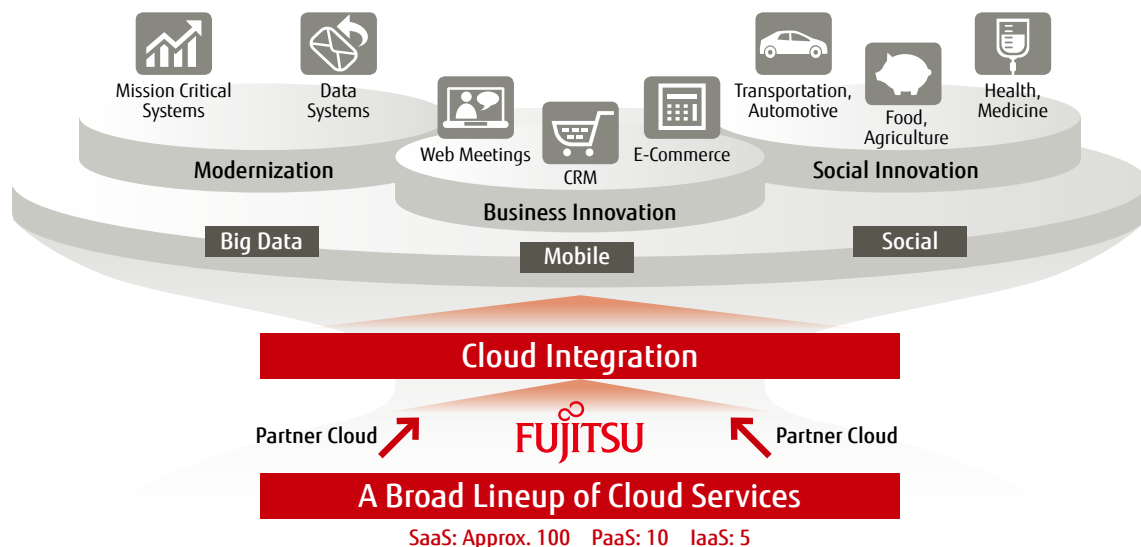 Mission Critical
Systems
Data
Systems
Web Meetings
CRM
E-Commerce
Transportation,
Automotive
Food,
Agriculture
Health,
Medicine
Modernization
Business Innovation
Social Innovation
Big Data
Mobile
Social
Cloud Integration
Partner Cloud
FUJITSU
Partner Cloud
A Broad Lineup of Cloud Services
SaaS: Approx. 100 PaaS: 10 IaaS: 5